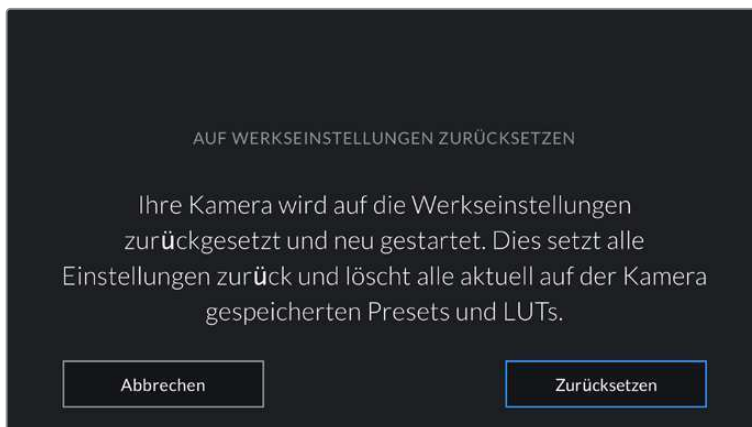 AUF WERKSEINSTELLUNGEN ZURÜCKSETZEN
Ihre Kamera wird auf die Werkseinstellungen
zurückgesetzt und neu gestartet. Dies setzt alle
Einstellungen zurück und löscht alle aktuell auf der Kamera
gespeicherten Presets und LUTs.
Abbrechen
Zurücksetzen